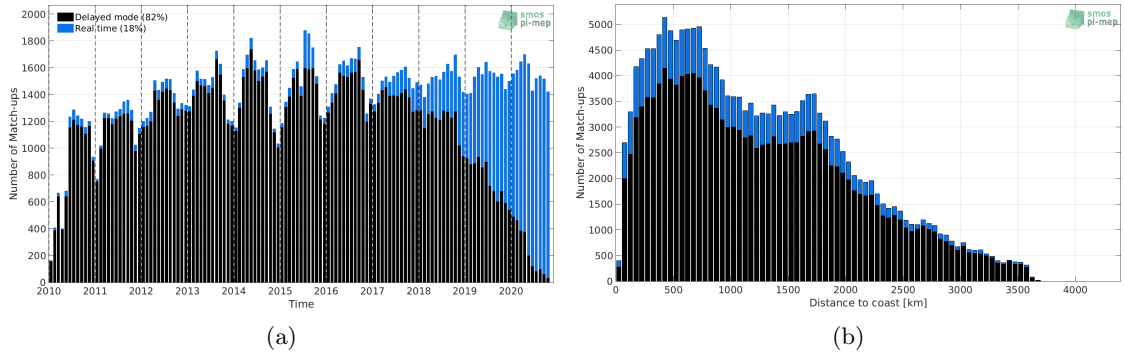 Delayed mode (82%)
Real time (18%)
smos
pi-mep
Number of Match-ups
2000
1800
1600
1400
1200
1000
800
600
400
200
0
2010 2011 2012 2013 2014 2015 2016 2017 2018 2019 2020
Time
(a)
smos
pi-mep
Number of Match-ups
5000
4500
4000
3500
3000
2500
2000
1500
1000
500
0
0 500 1000 1500 2000 2500 3000 3500 4000
Distance to coast [km]
(b)